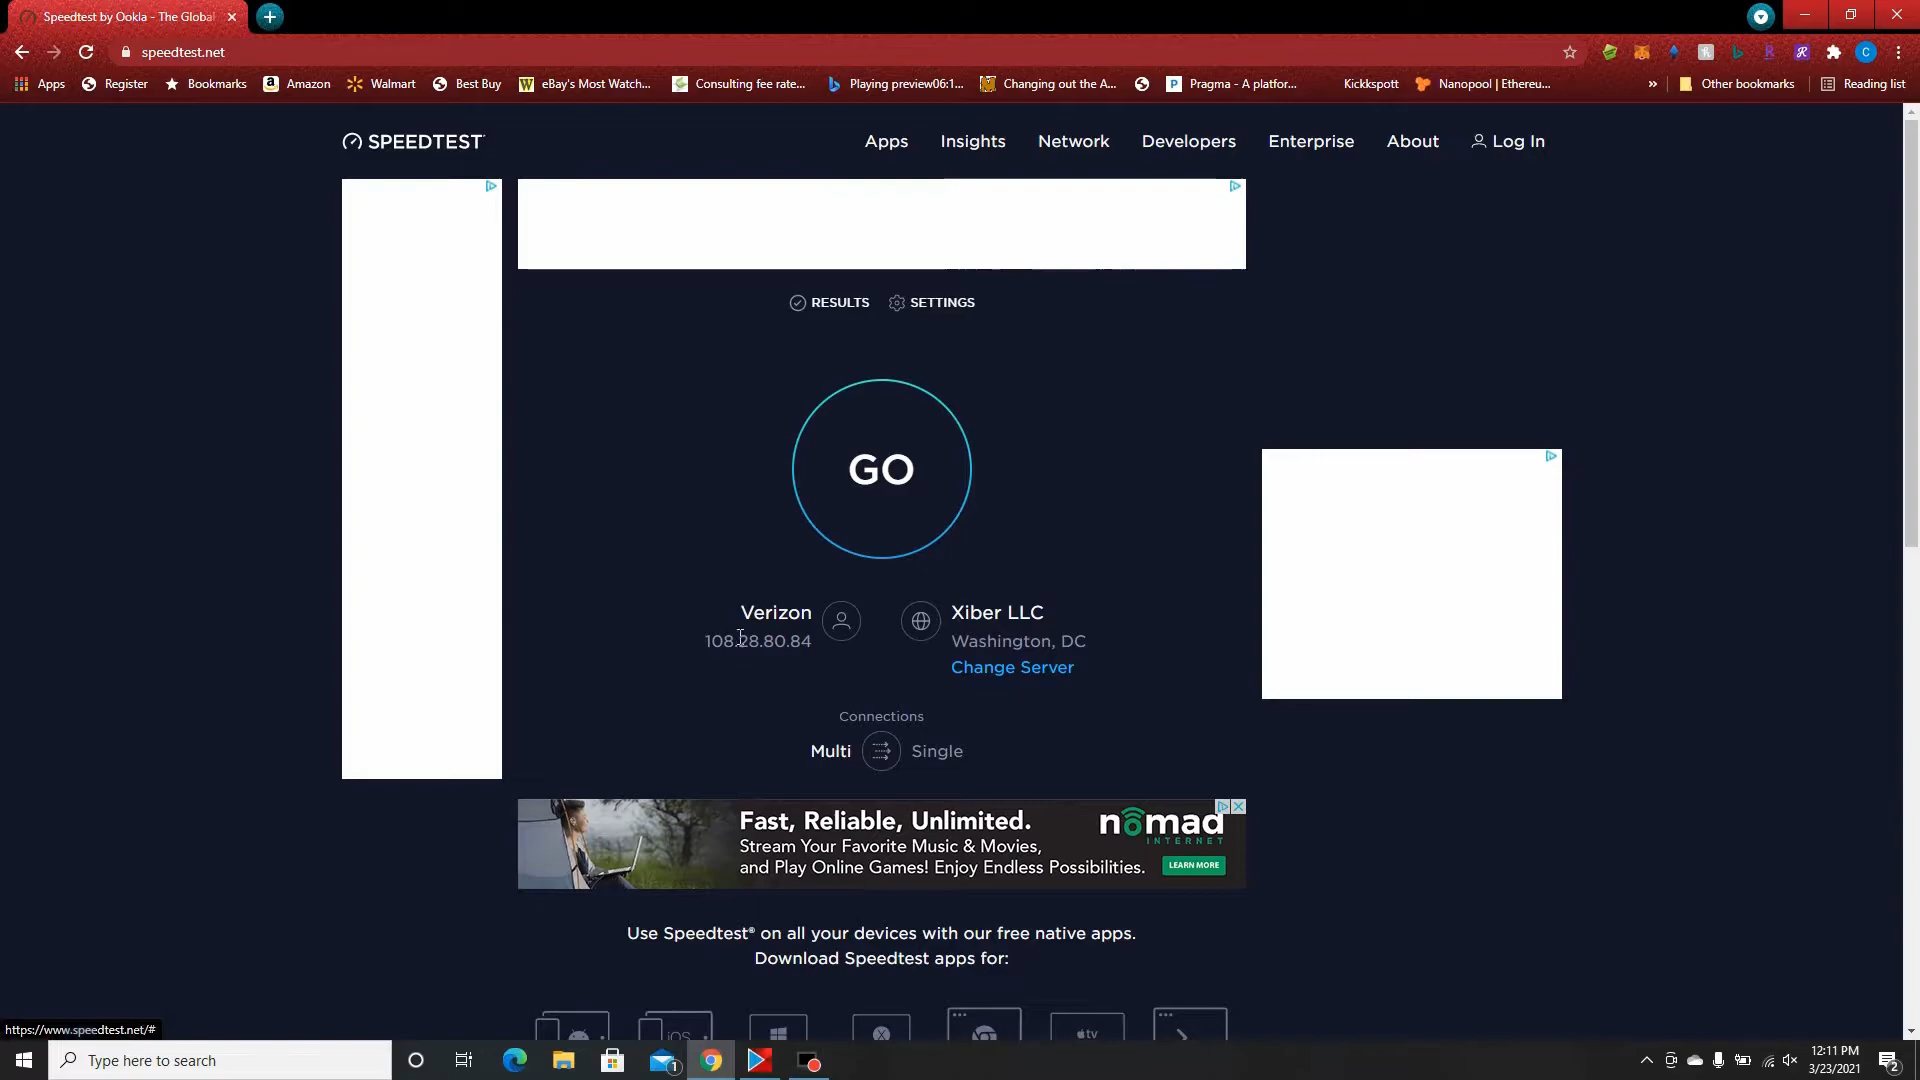 Speedtest by Ookla - The Global
speedtest.net
C
Apps Register Bookmarks Amazon Walmart Best Buy eBay's Most Watch... Consulting fee rate... Playing preview06:1... Changing out the A... Pragma - A platfor... Kickkspott Nanopool | Ethereu... » Other bookmarks Reading list
SPEEDTEST
Apps Insights Network Developers Enterprise About Log In
RESULTS SETTINGS
GO
Verizon
108.28.80.84
Xiber LLC
Washington, DC
Change Server
Connections
Multi Single
Fast, Reliable, Unlimited.
Stream Your Favorite Music & Movies,
and Play Online Games! Enjoy Endless Possibilities.
nomad
INTERNET
LEARN MORE
Use Speedtest® on all your devices with our free native apps.
Download Speedtest apps for:
iOS
tv
https://www.speedtest.net/#
Type here to search
1
12:11 PM
3/23/2021
2